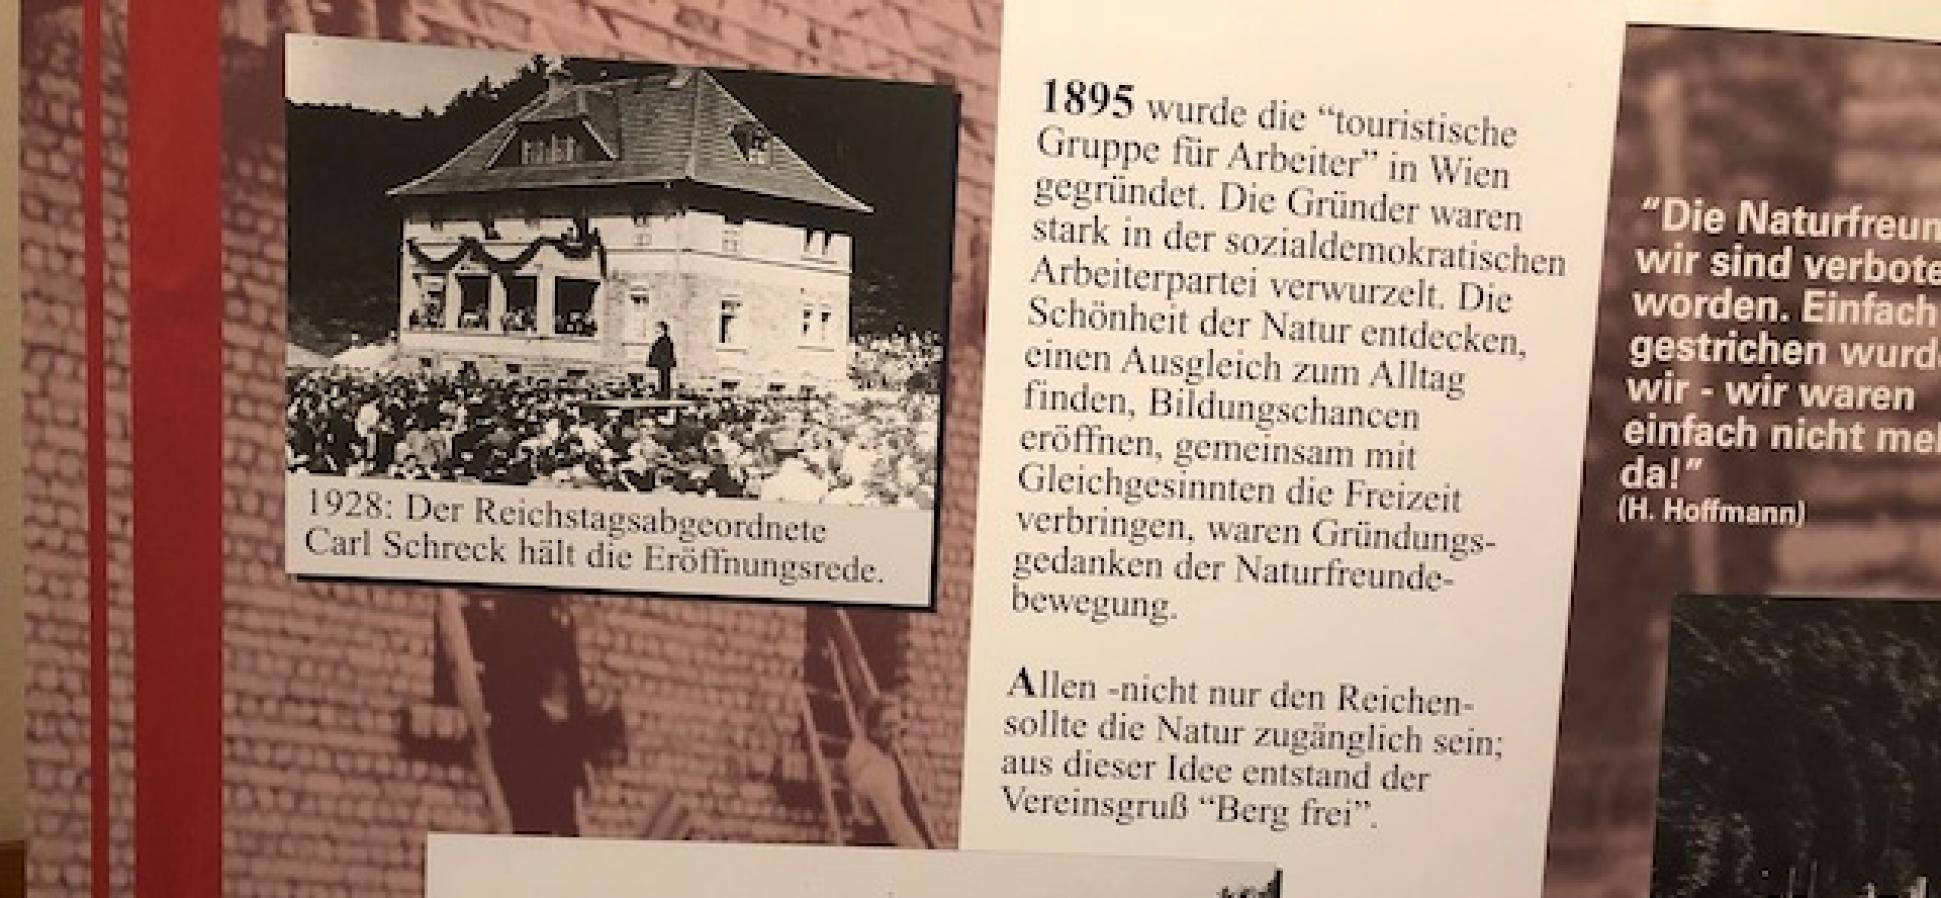 1928: Der Reichstagsabgeordnete
Carl Schreck hält die Eröffnungsrede.
1895 wurde die “touristische
Gruppe für Arbeiter” in Wien
gegründet. Die Gründer waren
stark in der sozialdemokratischen
Arbeiterpartei verwurzelt. Die
Schönheit der Natur entdecken,
einen Ausgleich zum Alltag
finden, Bildungschancen
eröffnen, gemeinsam mit
Gleichgesinnten die Freizeit
verbringen, waren Gründungs-
gedanken der Naturfreunde-
bewegung.
Allen -nicht nur den Reichen-
sollte die Natur zugänglich sein;
aus dieser Idee entstand der
Vereinsgruß “Berg frei”.
“Die
wir sind
worden. Einfach
gestrichen
wir - wir waren
einfach nicht
da!”
(H. Hoffmann)